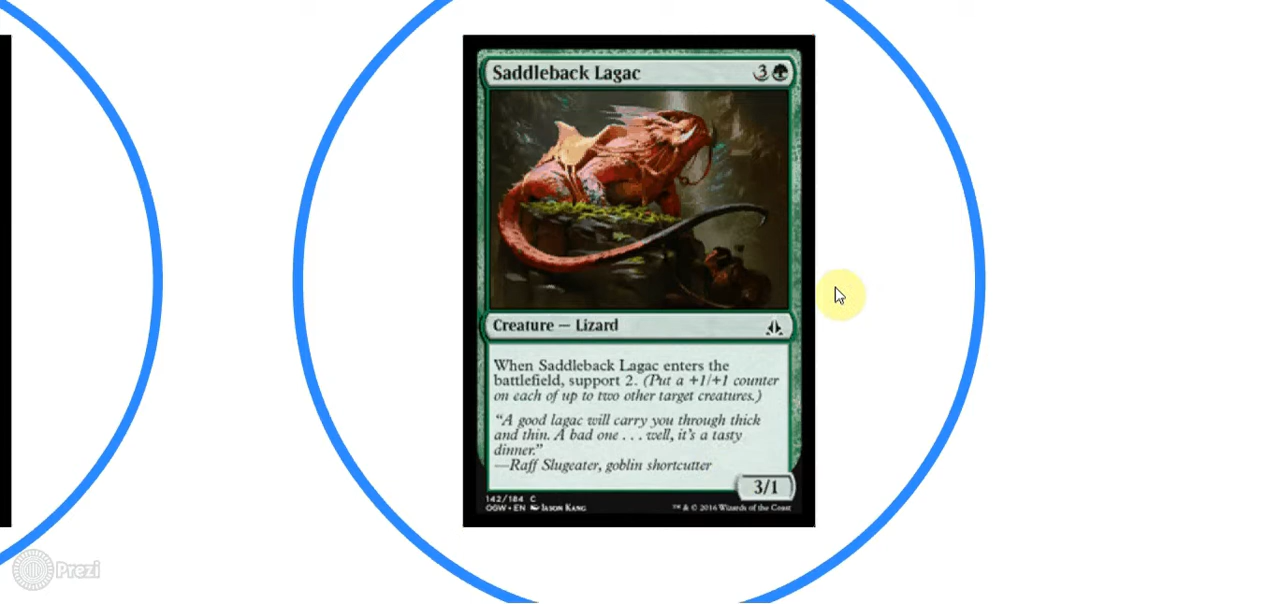 Saddleback Lagac 3
Creature — Lizard
When Saddleback Lagac enters the
battlefield, support 2. (Put a +1/+1 counter
on each of up to two other target creatures.)
"A good lagac will carry you through thick
and thin. A bad one . . . well, it's a tasty
dinner."
—Raff Slugeater, goblin shortcutter
3/1
142/184 C
OGW • EN Jason Kang
™ & © 2016 Wizards of the Coast
Prezi